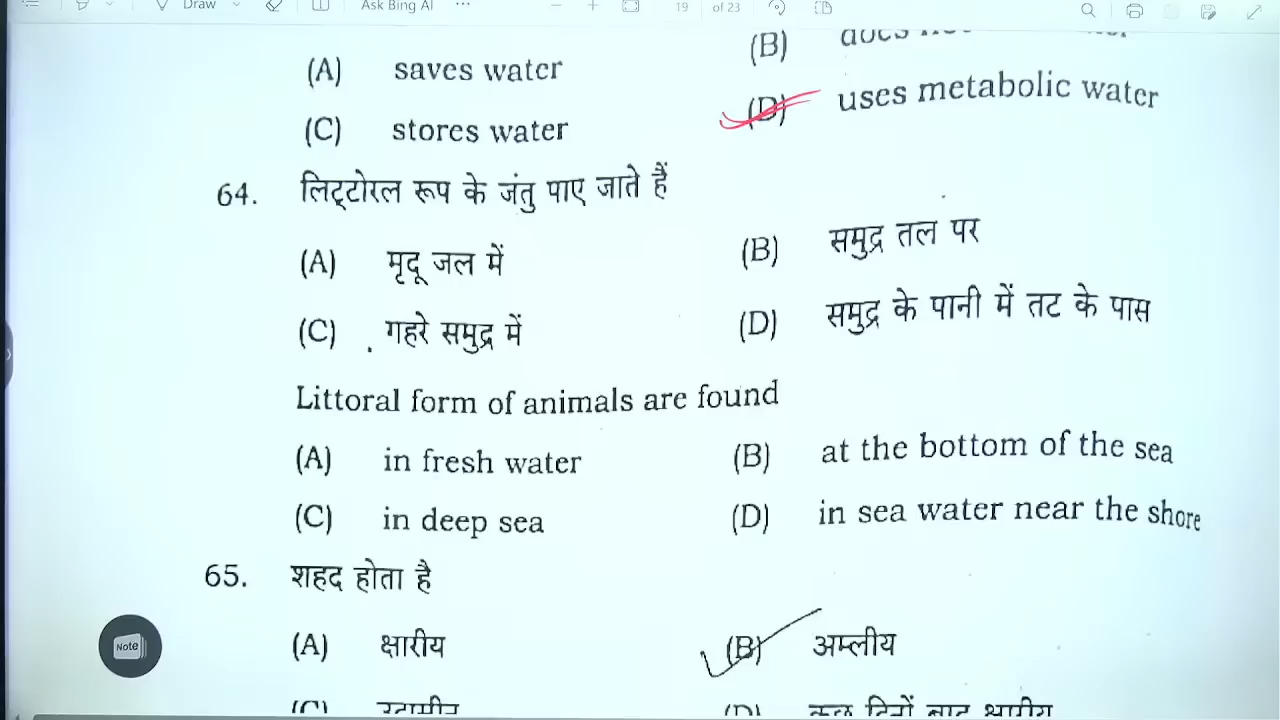 Draw
Ask Bing AI
19 of 23
(A) saves water (B)
(C) stores water (D) uses metabolic water
64. लिट्टोरल रूप के जंतु पाए जाते हैं
(A) मृदू जल में (B) समुद्र तल पर
(C) गहरे समुद्र में (D) समुद्र के पानी में तट के पास
Littoral form of animals are found
(A) in fresh water (B) at the bottom of the sea
(C) in deep sea (D) in sea water near the shore
65. शहद होता है
(A) क्षारीय (B) अम्लीय
Note